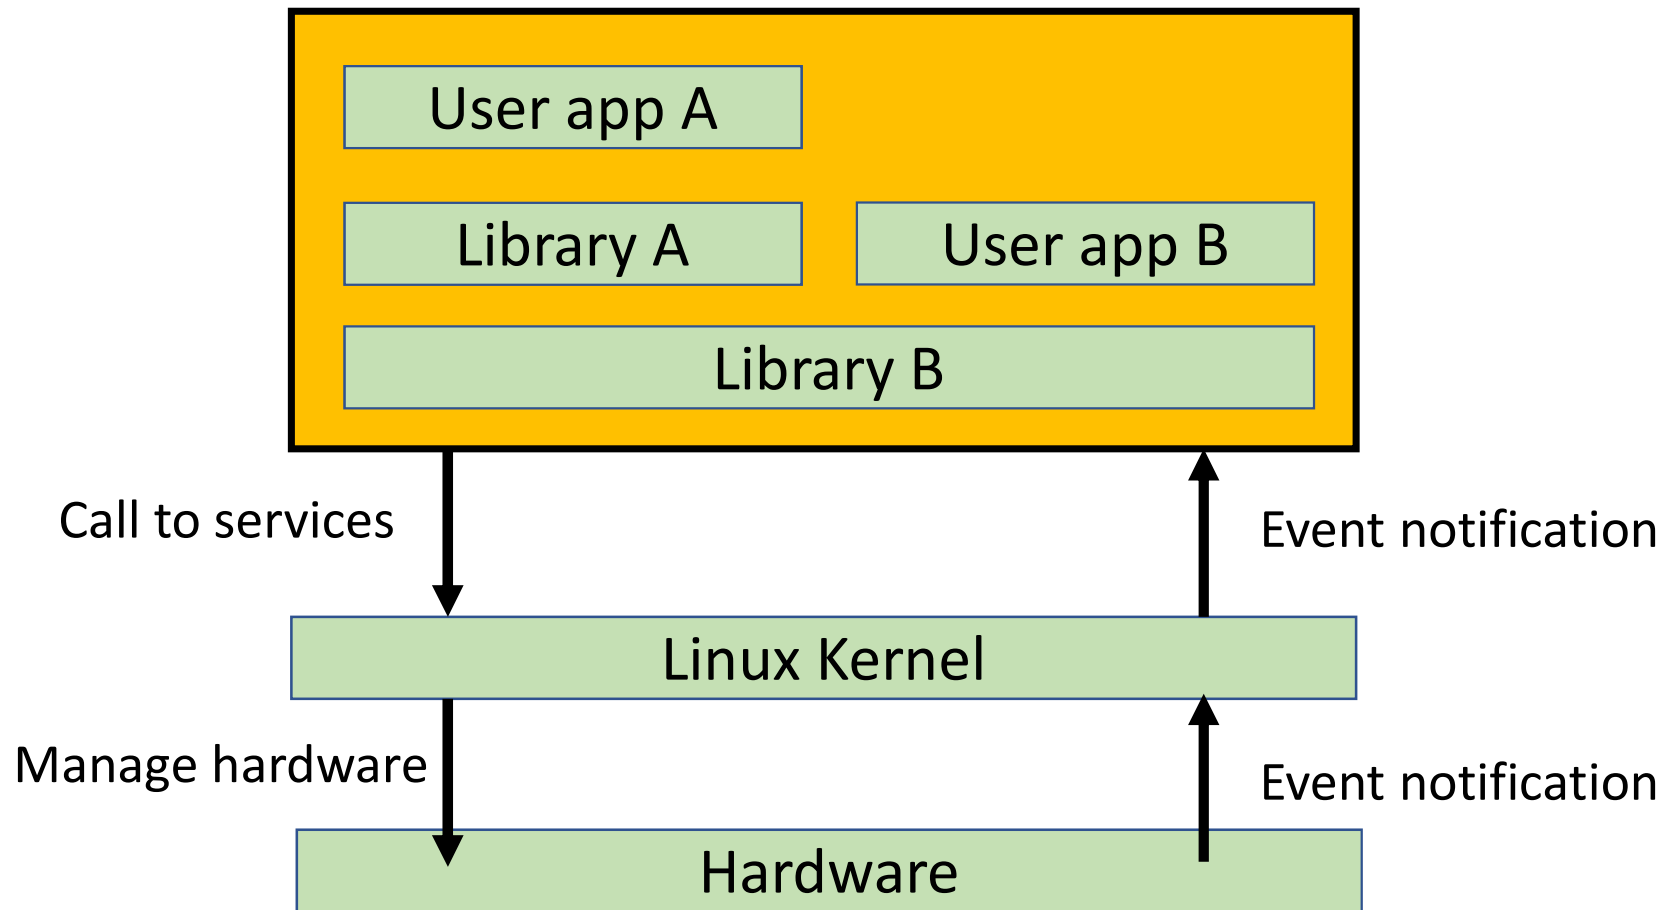 User app A
Library A
User app B
Library B
Call to services
Event notification
Linux Kernel
Manage hardware
Event notification
Hardware